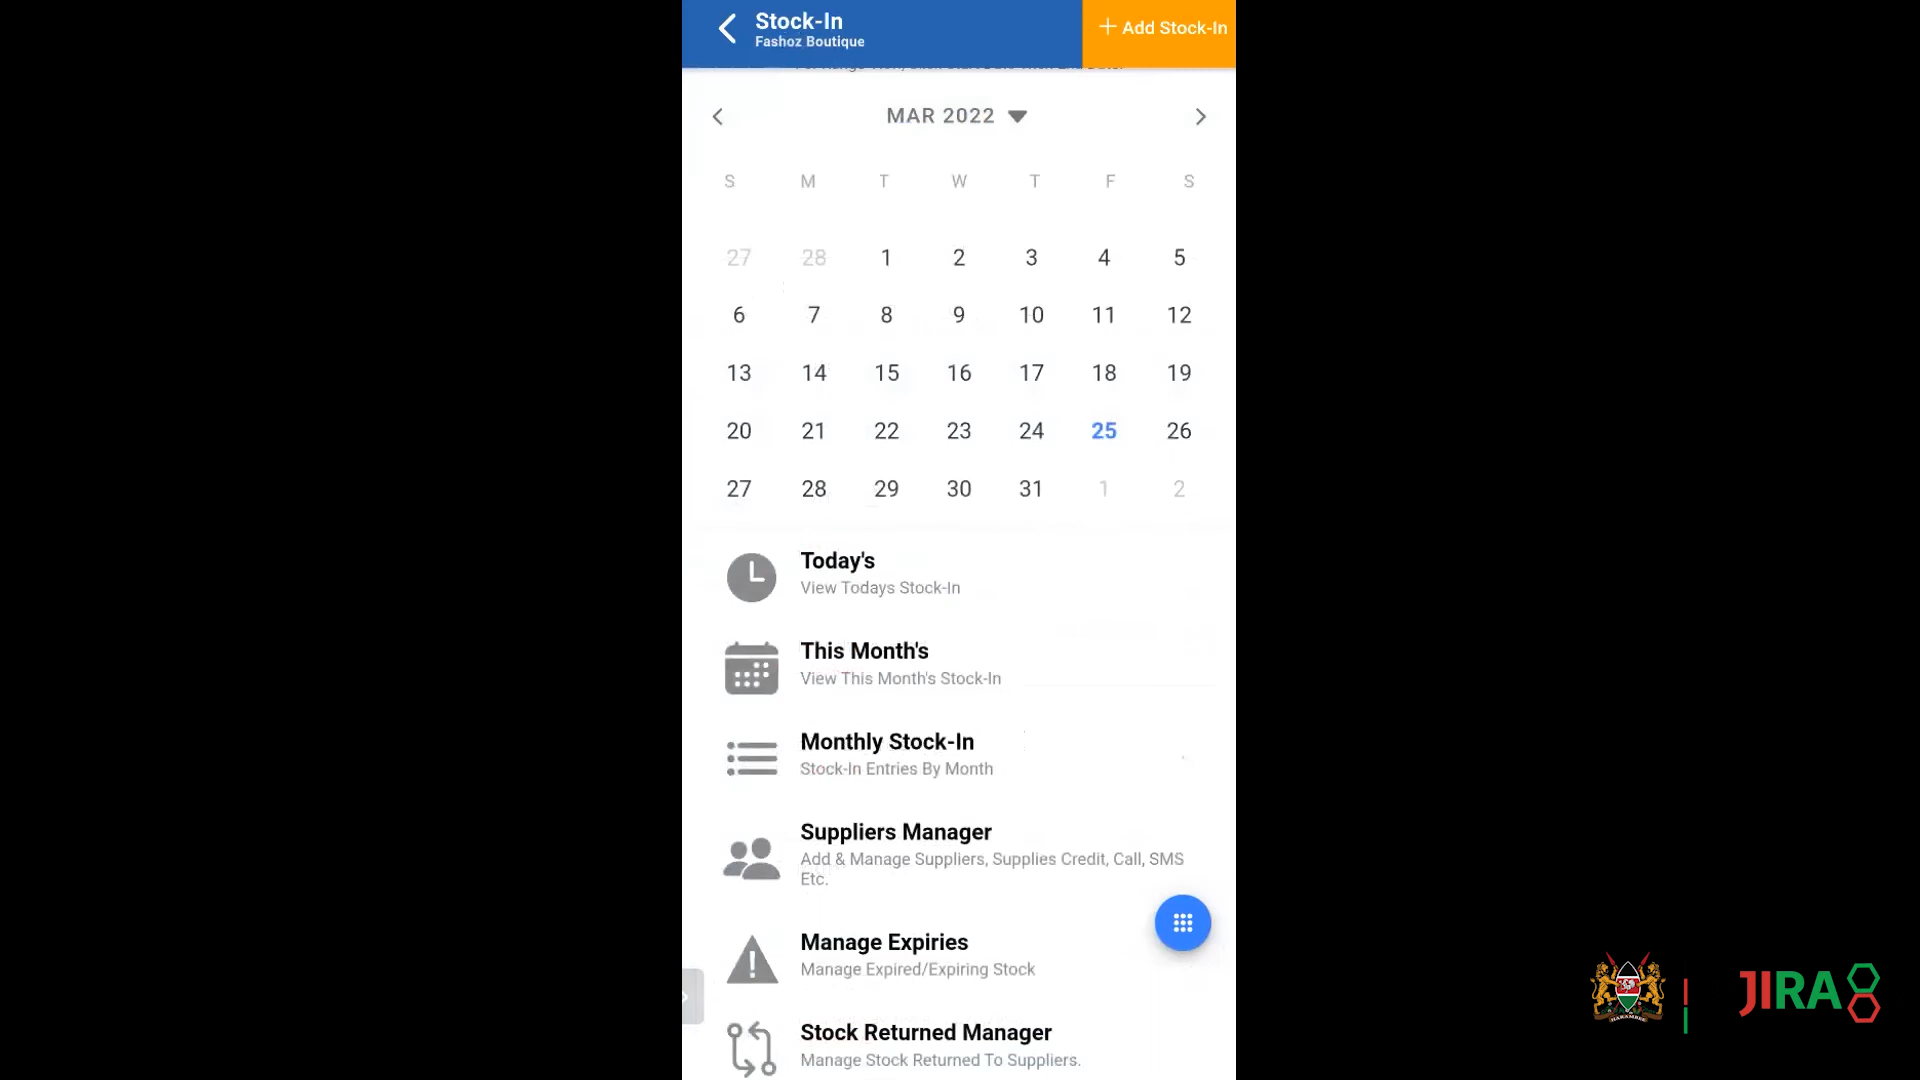 Stock-In
Fashoz Boutique
+ Add Stock-In
MAR 2022
S M T W T F S
27 28 1 2 3 4 5
6 7 8 9 10 11 12
13 14 15 16 17 18 19
20 21 22 23 24 25 26
27 28 29 30 31 1 2
Today's
View Todays Stock-In
This Month's
View This Month's Stock-In
Monthly Stock-In
Stock-In Entries By Month
Suppliers Manager
Add & Manage Suppliers, Supplies Credit, Call, SMS
Etc.
Manage Expiries
Manage Expired/Expiring Stock
Stock Returned Manager
Manage Stock Returned To Suppliers.
HARAMBEE
JIRA